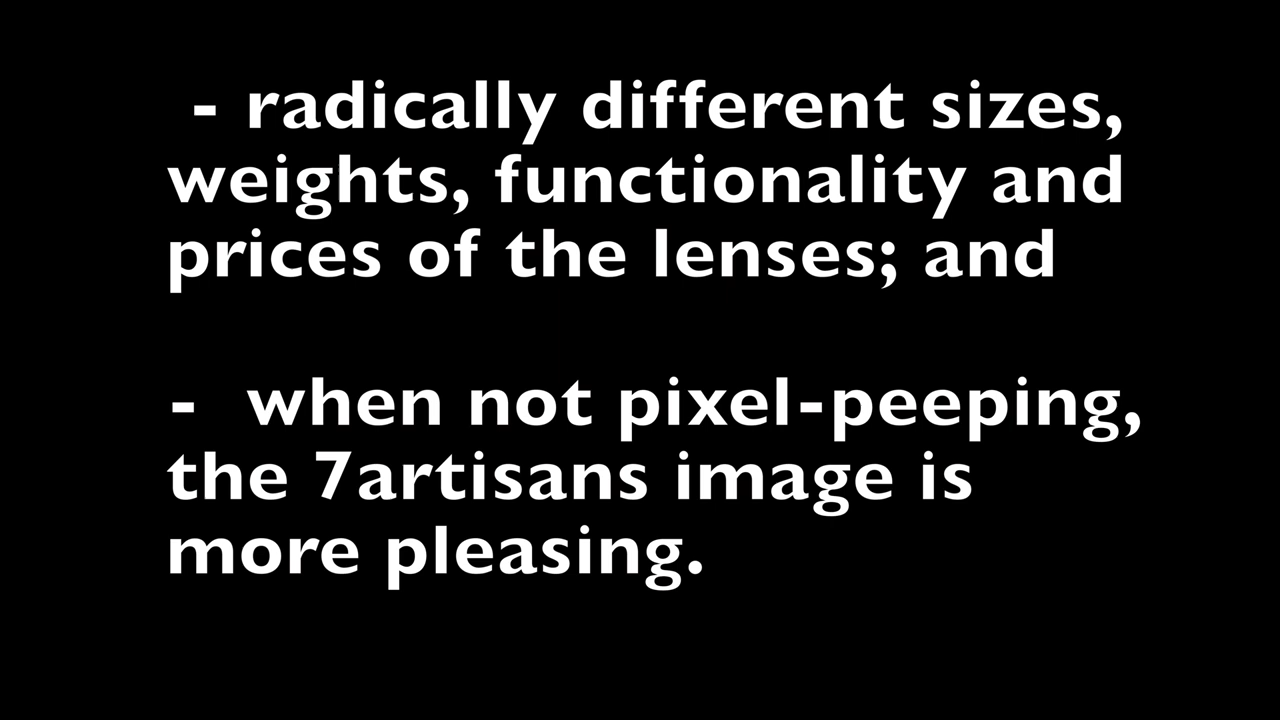 - radically different sizes,
weights, functionality and
prices of the lenses; and
- when not pixel-peeping,
the 7artisans image is
more pleasing.